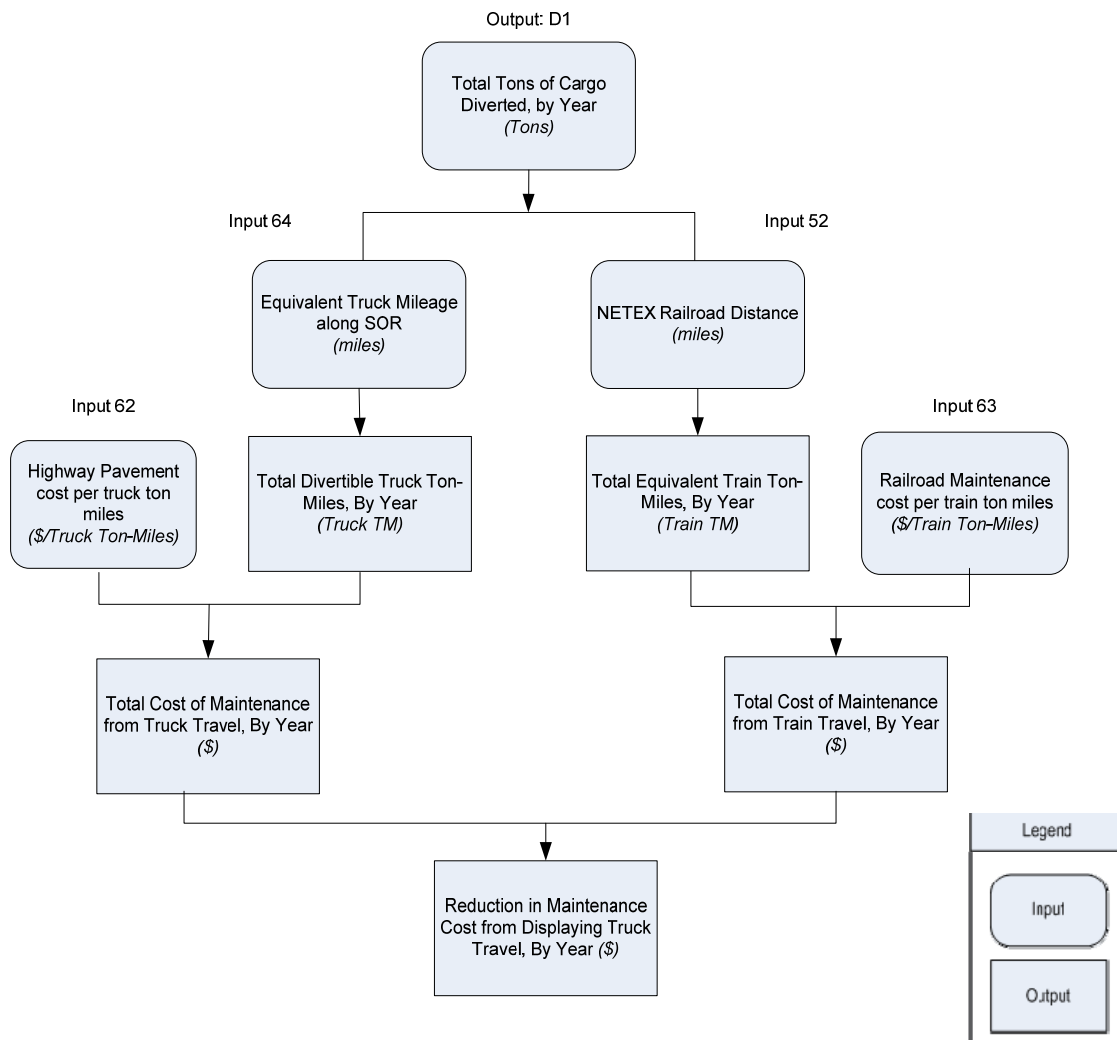 Output: D1
Total Tons of Cargo
Diverted, by Year
(Tons)
Input 64
Input 52
Equivalent Truck Mileage
along SOR
(miles)
NETEX Railroad Distance
(miles)
Input 62
Input 63
Highway Pavement
cost per truck ton
miles
($/Truck Ton-Miles)
Total Divertible Truck Ton-
Miles, By Year
(Truck TM)
Total Equivalent Train Ton-
Miles, By Year
(Train TM)
Railroad Maintenance
cost per train ton miles
($/Train Ton-Miles)
Total Cost of Maintenance
from Truck Travel, By Year
($)
Total Cost of Maintenance
from Train Travel, By Year
($)
Reduction in Maintenance
Cost from Displaying Truck
Travel, By Year ($)
Legend
Input
Output